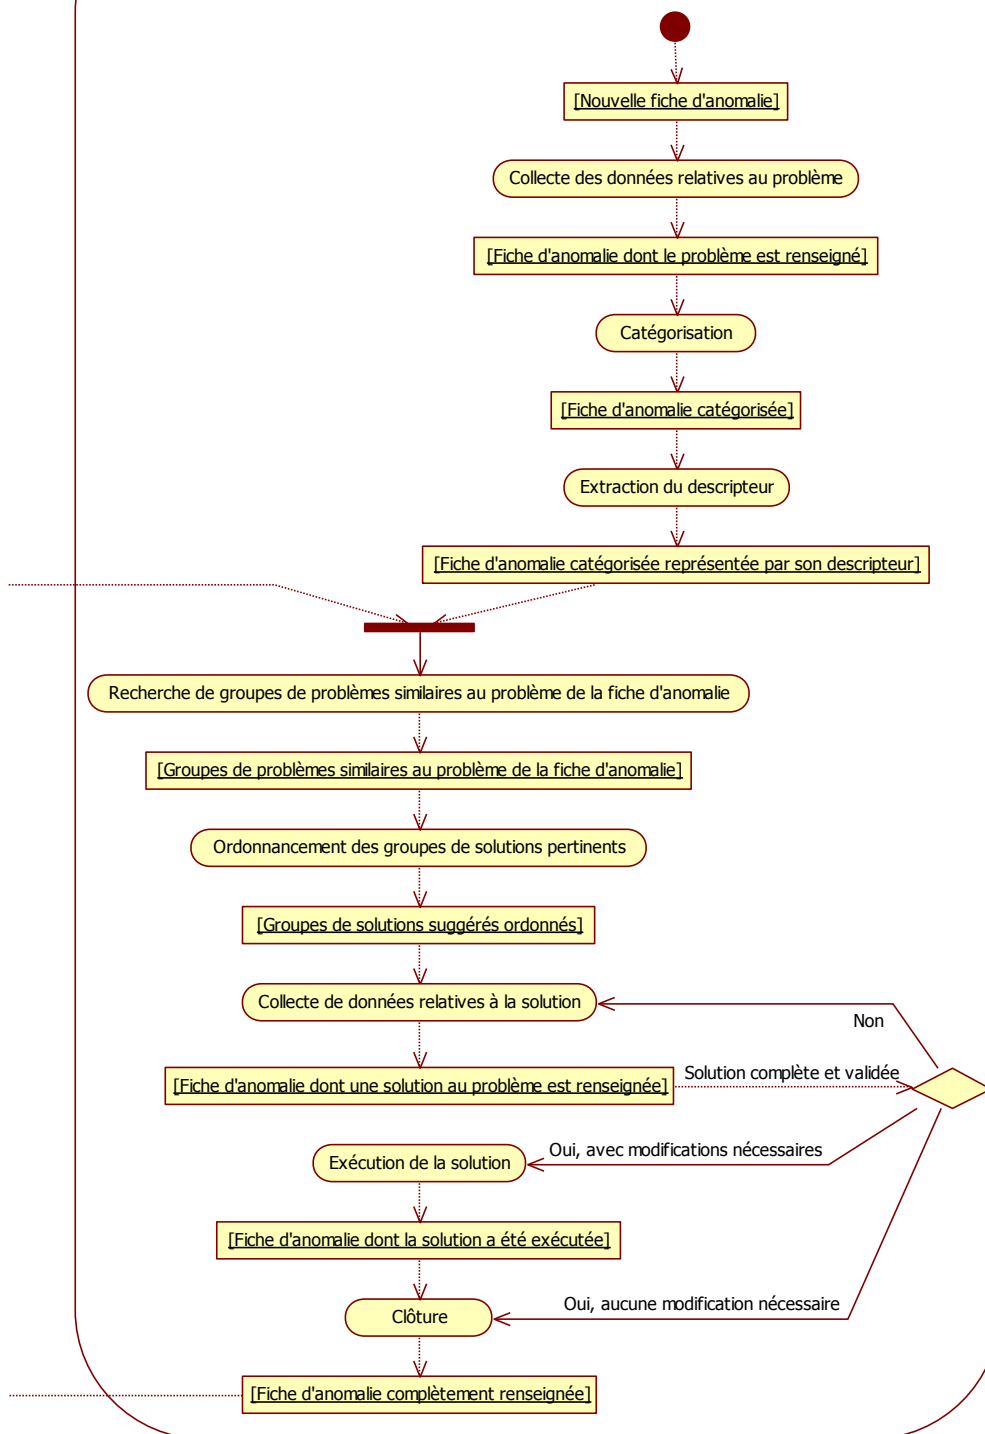 [Nouvelle fiche d'anomalie]
Collecte des données relatives au problème
[Fiche d'anomalie dont le problème est renseigné]
Catégorisation
[Fiche d'anomalie catégorisée]
Extraction du descripteur
[Fiche d'anomalie catégorisée représentée par son descripteur]
Recherche de groupes de problèmes similaires au problème de la fiche d'anomalie
[Groupes de problèmes similaires au problème de la fiche d'anomalie]
Ordonnancement des groupes de solutions pertinents
[Groupes de solutions suggérés ordonnés]
Collecte de données relatives à la solution
Non
Solution complète et validée
[Fiche d'anomalie dont une solution au problème est renseignée]
Oui, avec modifications nécessaires
Exécution de la solution
[Fiche d'anomalie dont la solution a été exécutée]
Oui, aucune modification nécessaire
Clôture
[Fiche d'anomalie complètement renseignée]